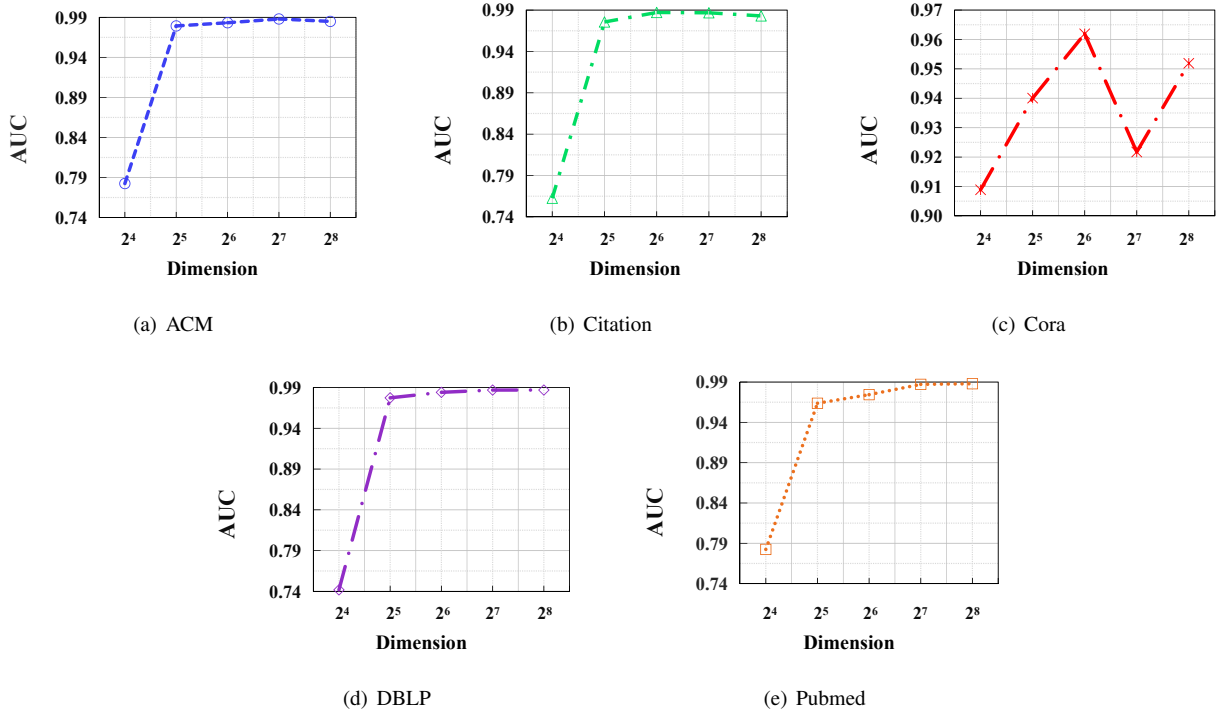 0.99
0.94
0.89
0.84
0.79
0.74
AUC
2⁴ 2⁵ 2⁶ 2⁷ 2⁸
Dimension
(a) ACM
0.99
0.94
0.89
0.84
0.79
0.74
AUC
2⁴ 2⁵ 2⁶ 2⁷ 2⁸
Dimension
(b) Citation
0.97
0.96
0.95
0.94
0.93
0.92
0.91
0.90
AUC
2⁴ 2⁵ 2⁶ 2⁷ 2⁸
Dimension
(c) Cora
0.99
0.94
0.89
0.84
0.79
0.74
AUC
2⁴ 2⁵ 2⁶ 2⁷ 2⁸
Dimension
(d) DBLP
0.99
0.94
0.89
0.84
0.79
0.74
AUC
2⁴ 2⁵ 2⁶ 2⁷ 2⁸
Dimension
(e) Pubmed